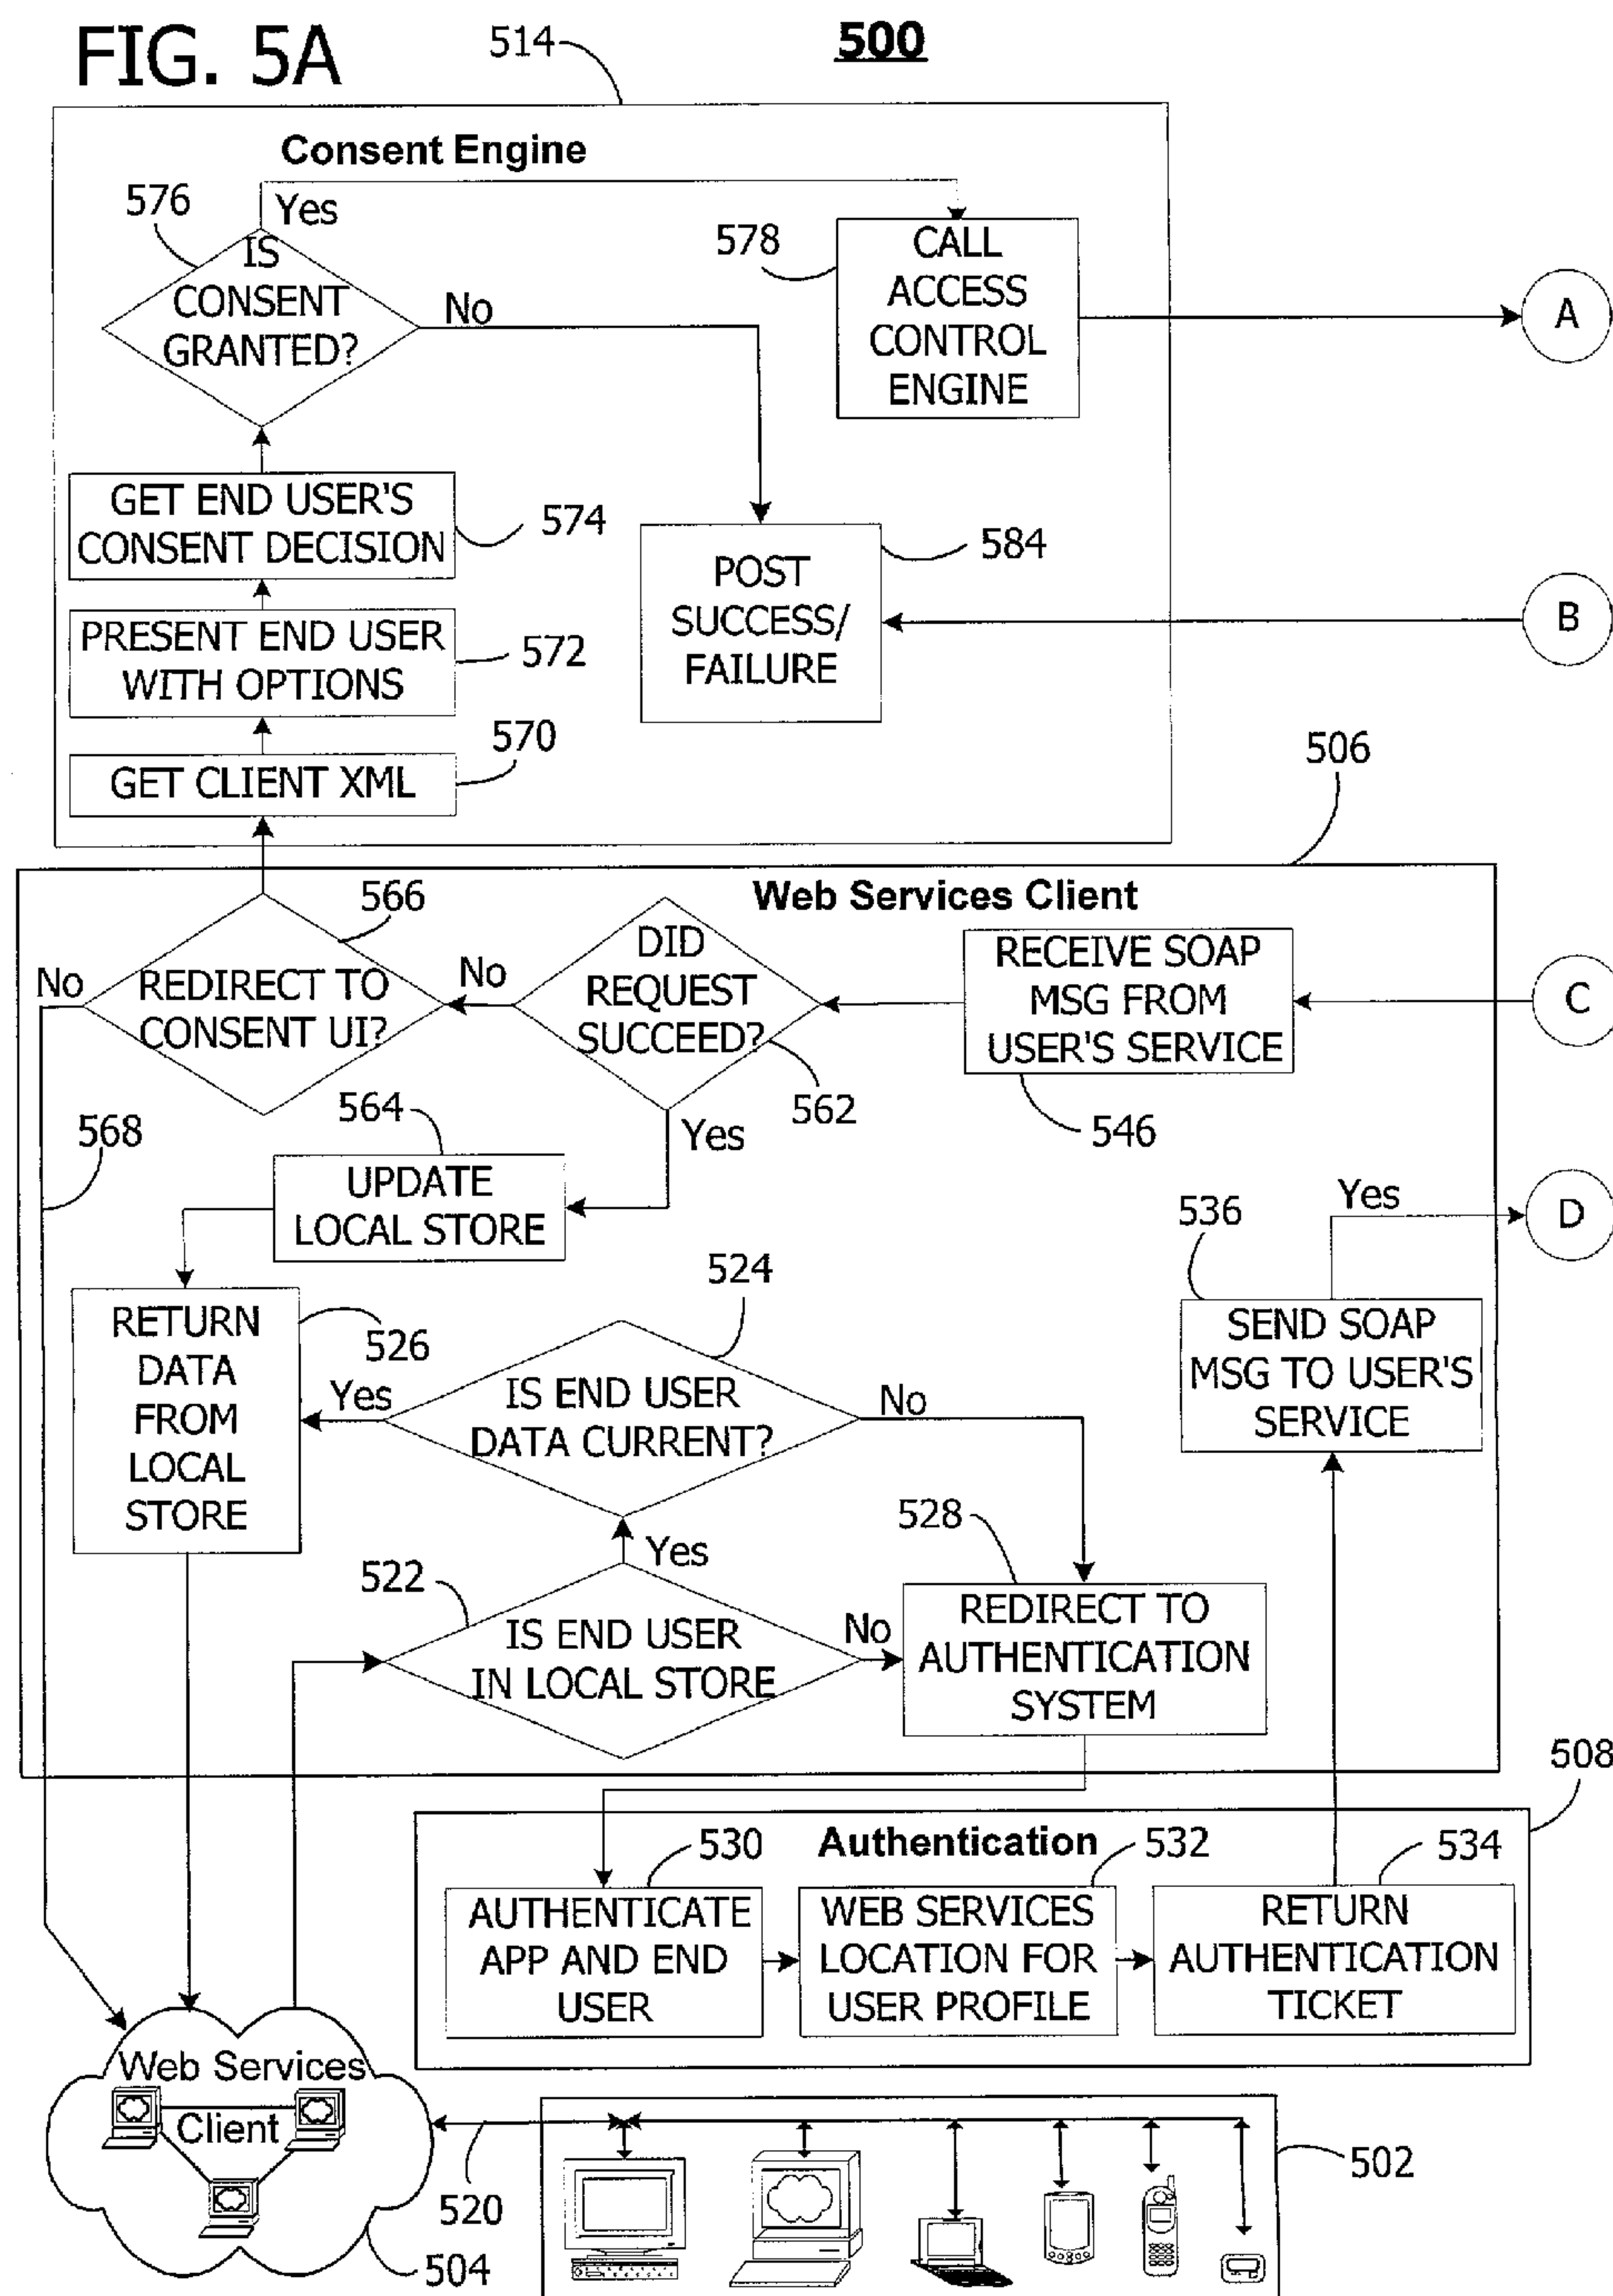 FIG. 5A
514
500
Consent Engine
576
Yes
IS
CONSENT
GRANTED?
No
578
CALL
ACCESS
CONTROL
ENGINE
A
GET END USER'S
CONSENT DECISION
574
POST
SUCCESS/
FAILURE
584
B
PRESENT END USER
WITH OPTIONS
572
570
GET CLIENT XML
506
Web Services Client
566
No
REDIRECT TO
CONSENT UI?
No
DID
REQUEST
SUCCEED?
562
RECEIVE SOAP
MSG FROM
USER'S SERVICE
546
C
568
564
Yes
UPDATE
LOCAL STORE
536
Yes
D
524
RETURN
DATA
FROM
LOCAL
STORE
526
Yes
IS END USER
DATA CURRENT?
No
SEND SOAP
MSG TO USER'S
SERVICE
528
Yes
522
IS END USER
IN LOCAL STORE
No
REDIRECT TO
AUTHENTICATION
SYSTEM
508
Authentication
530
532
534
AUTHENTICATE
APP AND END
USER
WEB SERVICES
LOCATION FOR
USER PROFILE
RETURN
AUTHENTICATION
TICKET
Web Services
Client
520
502
504